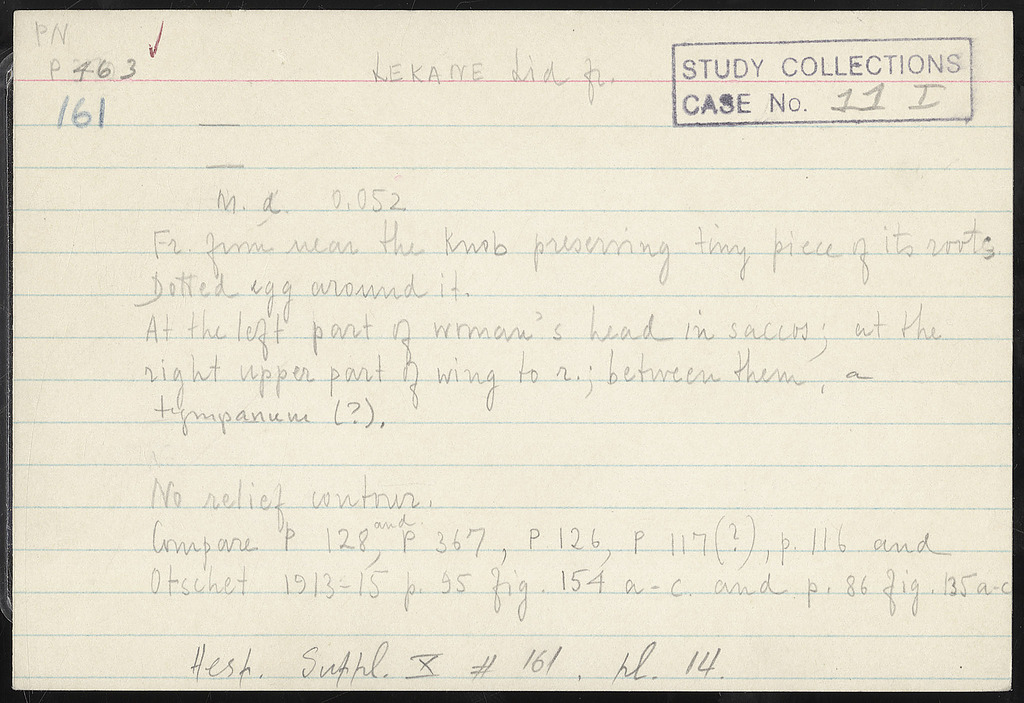 PN
P 463
161
LEKANE Lid fr.
STUDY COLLECTIONS
CASE No. 11 I
M. d. 0.052
Fr. from near the knob preserving tiny piece of its roots.
Dotted egg around it.
At the left part of woman's head in saccos; at the
right upper part of wing to r.; between them, a
tympanum (?).
No relief contour.
Compare P 128, and P 367, P 126, P 117(?), p. 116 and
Otschet 1913-15 p. 95 fig. 154 a-c. and p. 86 fig. 135 a-c
Hesp. Suppl. X # 161, pl. 14.